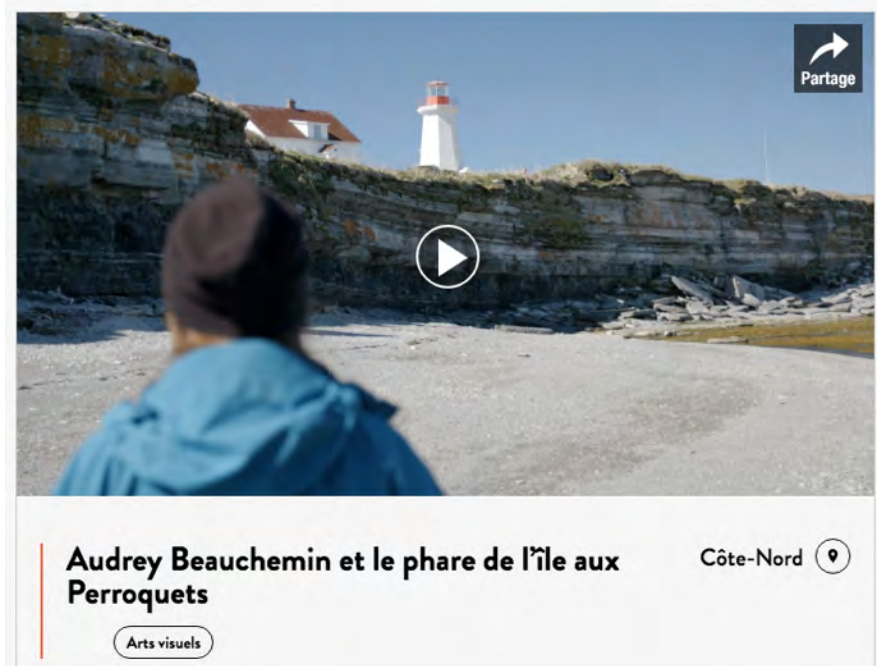 Partage
Audrey Beauchemin et le phare de l'île aux
Perroquets
Côte-Nord
Arts visuels